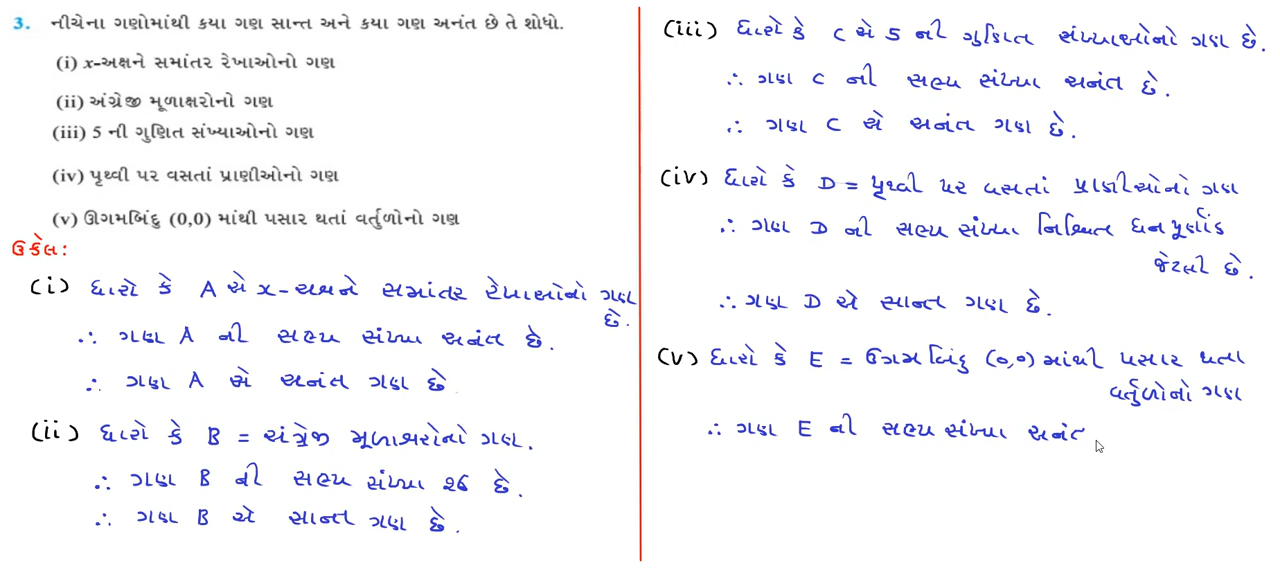 3. નીચેના ગણોમાંથી કયા ગણ સાન્ત અને કયા ગણ અનંત છે તે શોધો.
(i) x-અક્ષને સમાંતર રેખાઓનો ગણ
(ii) અંગ્રેજી મૂળાક્ષરોનો ગણ
(iii) 5 ની ગુણિત સંખ્યાઓનો ગણ
(iv) પૃથ્વી પર વસતાં પ્રાણીઓનો ગણ
(v) ઊગમબિંદુ (0,0) માંથી પસાર થતાં વર્તુળોનો ગણ
ઉકેલ:
(i) ધારો કે A એ x-અક્ષને સમાંતર રેખાઓનો ગણ
છે.
∴ ગણ A ની સભ્ય સંખ્યા અનંત છે.
∴ ગણ A એ અનંત ગણ છે
(ii) ધારો કે B = અંગ્રેજી મૂળાક્ષરોનો ગણ.
∴ ગણ B ની સભ્ય સંખ્યા ૨૬ છે.
∴ ગણ B એ સાન્ત ગણ છે.
(iii) ધારો કે C એ 5 ની ગુણિત સંખ્યાઓનો ગણ છે.
∴ ગણ C ની સભ્ય સંખ્યા અનંત છે.
∴ ગણ C એ અનંત ગણ છે.
(iv) ધારો કે D = પૃથ્વી પર વસતાં પ્રાણીઓનો ગણ
∴ ગણ D ની સભ્ય સંખ્યા નિશ્ચિત ધન પૂર્ણાંક
જેટલી છે.
∴ ગણ D એ સાન્ત ગણ છે.
(v) ધારો કે E = ઉગમબિંદુ (0,0) માંથી પસાર થતા
વર્તુળોનો ગણ
∴ ગણ E ની સભ્ય સંખ્યા અનંત